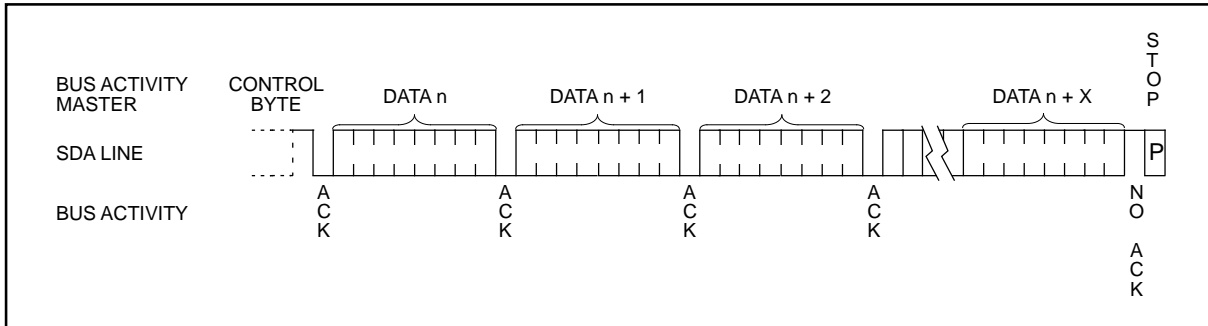 S
T
O
P
BUS ACTIVITY
MASTER
CONTROL
BYTE
DATA n
DATA n + 1
DATA n + 2
DATA n + X
SDA LINE
P
BUS ACTIVITY
A
C
K
A
C
K
A
C
K
A
C
K
N
O
A
C
K